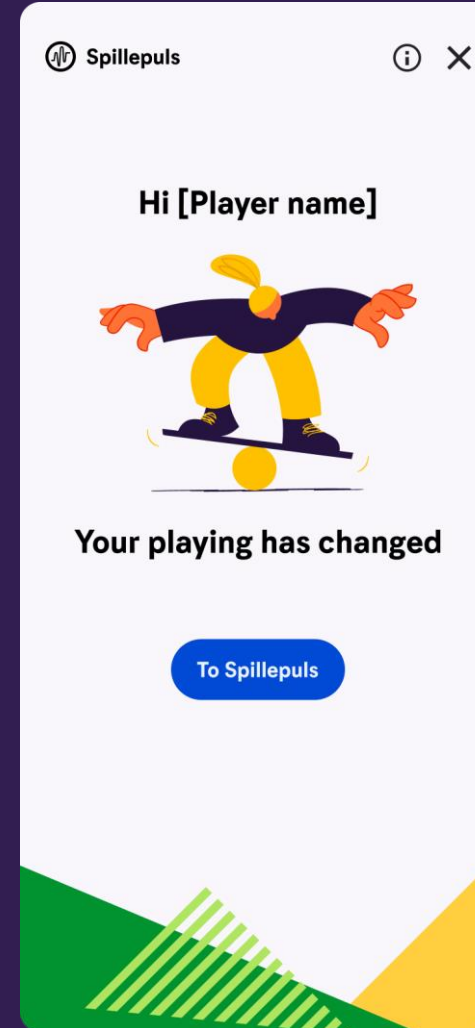 Spillepuls
Hi [Player name]
Your playing has changed
To Spillepuls